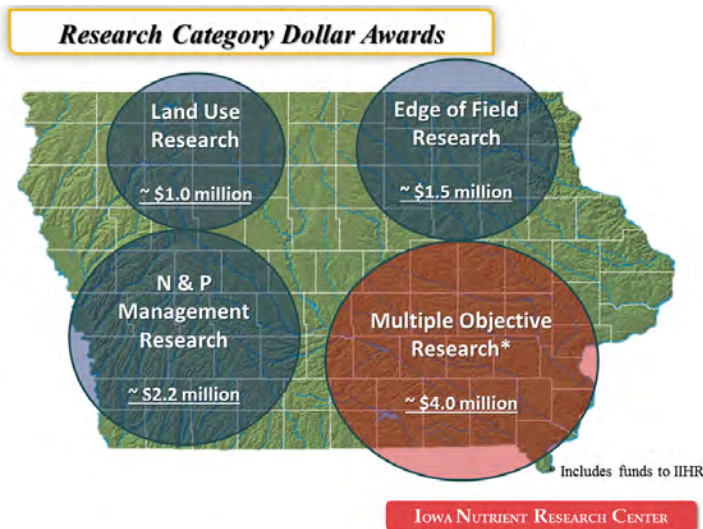 Research Category Dollar Awards
Land Use
Research
~ $1.0 million
Edge of Field
Research
~ $1.5 million
N & P
Management
Research
~ S2.2 million
Multiple Objective
Research*
~ $4.0 million
* Includes funds to IIHR
IOWA NUTRIENT RESEARCH CENTER